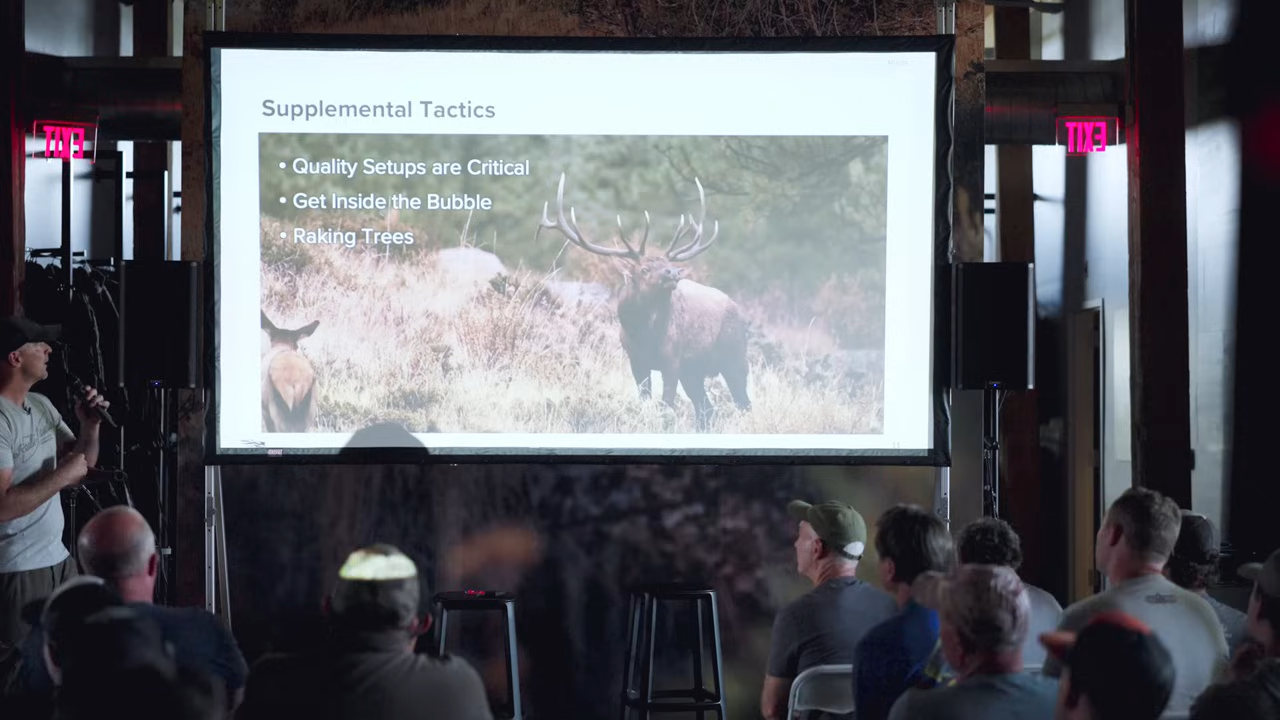 Supplemental Tactics
• Quality Setups are Critical
• Get Inside the Bubble
• Raking Trees
EXIT
EXIT